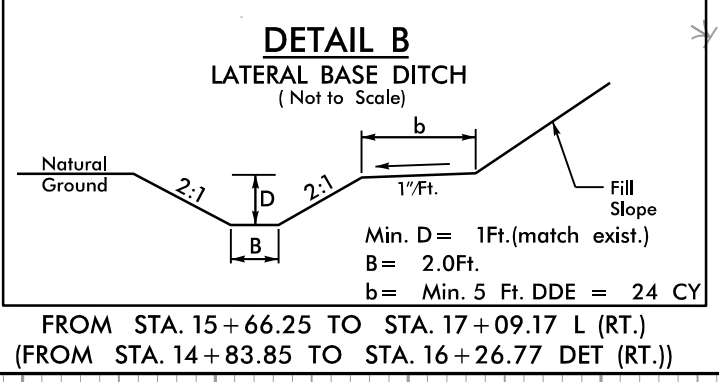 DETAIL B
LATERAL BASE DITCH
( Not to Scale)
b
Natural
Ground
2:1
D
2:1
1"/Ft.
Fill
Slope
B
Min. D = 1Ft.(match exist.)
B = 2.0Ft.
b = Min. 5 Ft. DDE = 24 CY
FROM STA. 15+66.25 TO STA. 17+09.17 L (RT.)
(FROM STA. 14+83.85 TO STA. 16+26.77 DET (RT.))